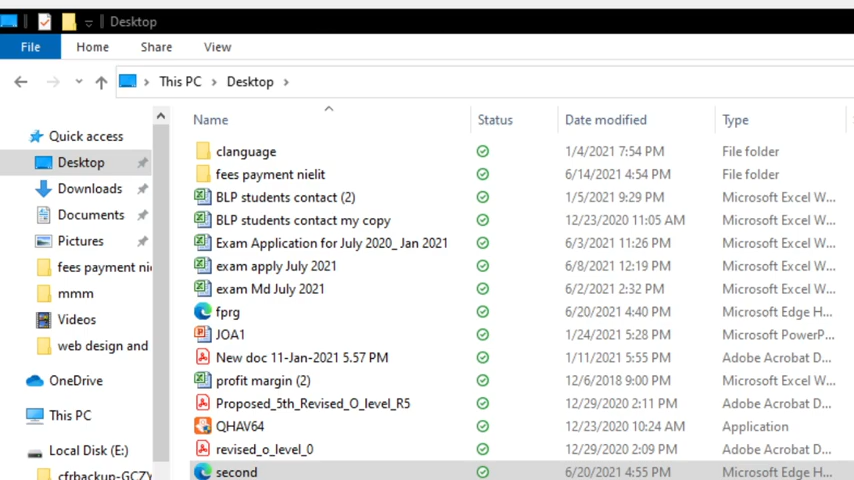 Desktop
File Home Share View
This PC Desktop
Name Status Date modified Type
Quick access
Desktop
Downloads
Documents
Pictures
fees payment ni
mmm
Videos
web design and
OneDrive
This PC
Local Disk (E:)
cfrbackup-GCZY
clanguage 1/4/2021 7:54 PM File folder
fees payment nielit 6/14/2021 4:54 PM File folder
BLP students contact (2) 1/5/2021 9:29 PM Microsoft Excel W...
BLP students contact my copy 12/23/2020 11:05 AM Microsoft Excel W...
Exam Application for July 2020_ Jan 2021 6/3/2021 11:26 PM Microsoft Excel W...
exam apply July 2021 6/8/2021 12:19 PM Microsoft Excel W...
exam Md July 2021 6/2/2021 2:32 PM Microsoft Excel W...
fprg 6/20/2021 4:40 PM Microsoft Edge H...
JOA1 1/24/2021 5:28 PM Microsoft PowerP...
New doc 11-Jan-2021 5.57 PM 1/11/2021 5:55 PM Adobe Acrobat D...
profit margin (2) 12/6/2018 9:00 PM Microsoft Excel W...
Proposed_5th_Revised_O_level_R5 12/29/2020 2:11 PM Adobe Acrobat D...
QHAV64 12/23/2020 10:24 AM Application
revised_o_level_0 12/29/2020 2:09 PM Adobe Acrobat D...
second 6/20/2021 4:55 PM Microsoft Edge H...